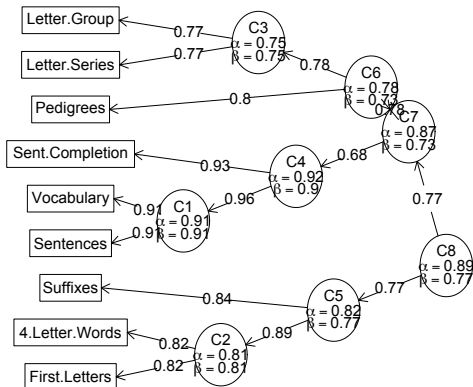 Letter.Group
0.77
C3
α = 0.75
β = 0.75
Letter.Series
0.77
0.78
C6
α = 0.78
β = 0.73
Pedigrees
0.8
0.78
C7
α = 0.87
β = 0.73
Sent.Completion
0.93
C4
α = 0.92
β = 0.9
0.68
Vocabulary
0.91
C1
α = 0.91
β = 0.91
0.96
Sentences
0.91
0.77
C8
α = 0.89
β = 0.77
Suffixes
0.84
C5
α = 0.82
β = 0.77
0.77
4.Letter.Words
0.82
C2
α = 0.81
β = 0.81
0.89
First.Letters
0.82